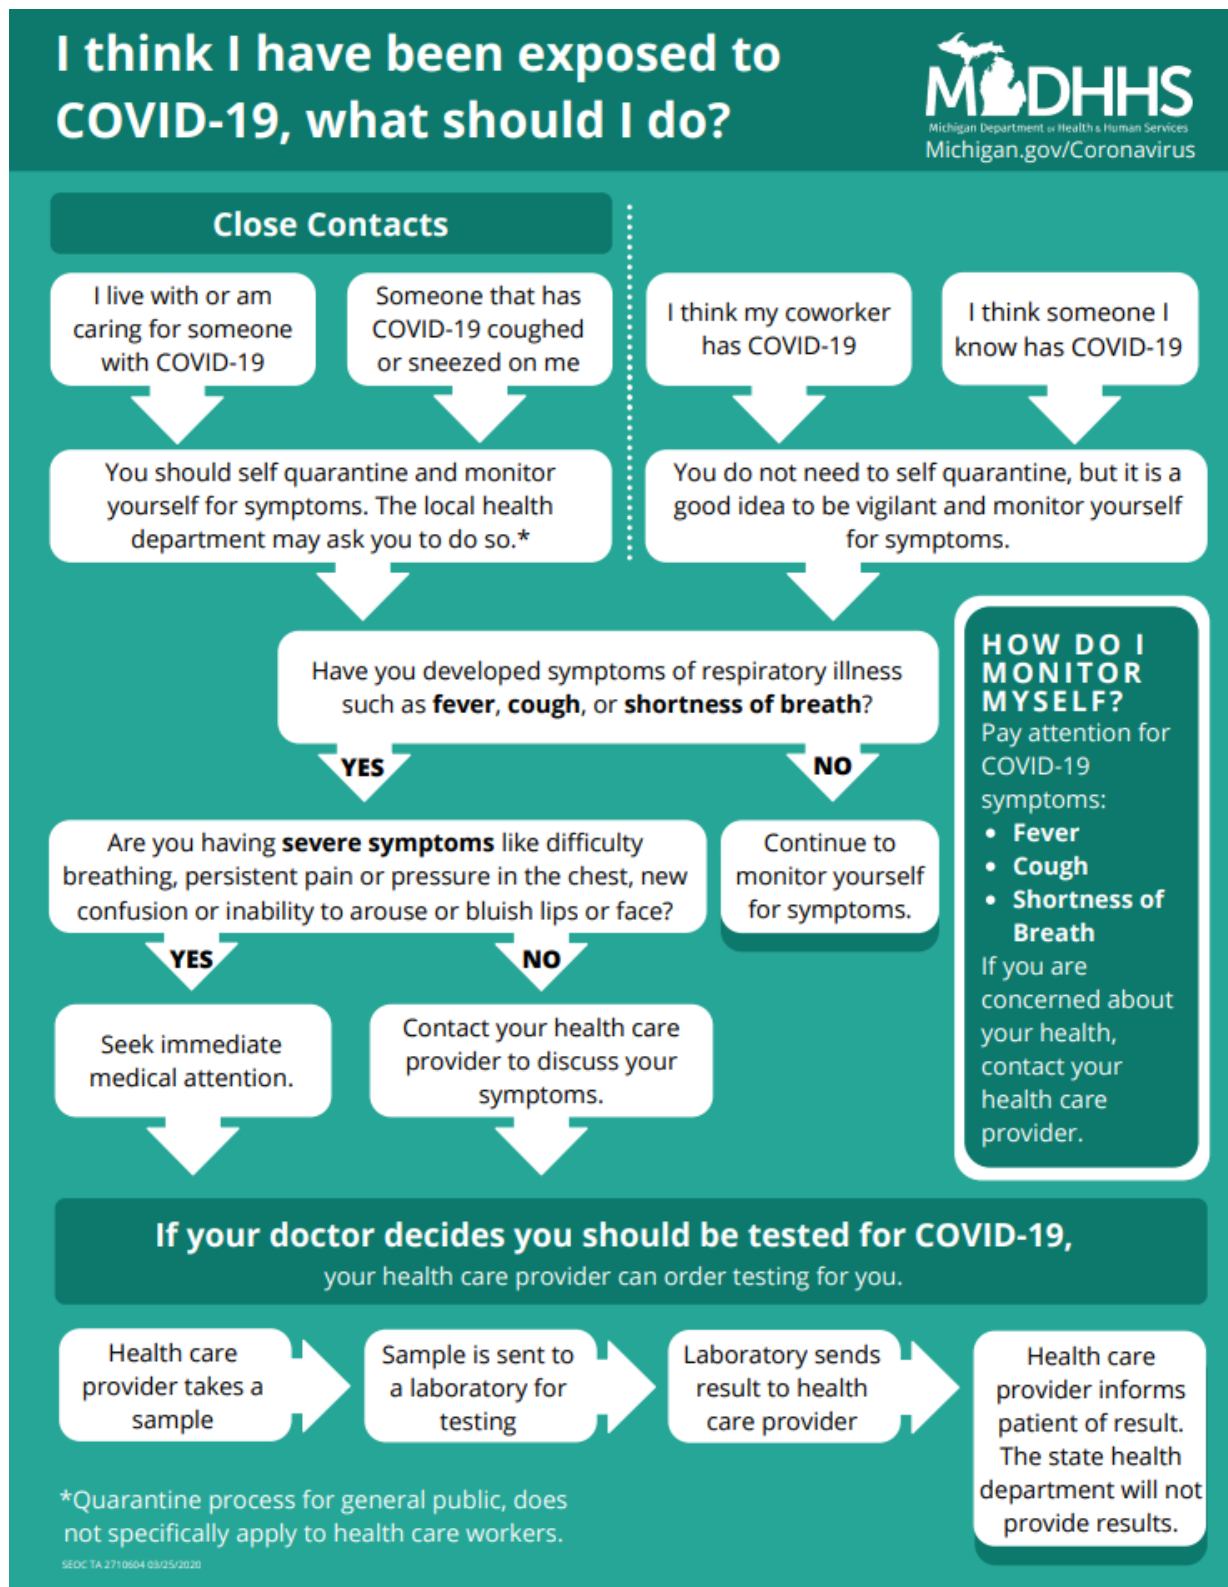 I think I have been exposed to
COVID-19, what should I do?
MDHHS
Michigan Department of Health & Human Services
Michigan.gov/Coronavirus
Close Contacts
I live with or am
caring for someone
with COVID-19
Someone that has
COVID-19 coughed
or sneezed on me
I think my coworker
has COVID-19
I think someone I
know has COVID-19
You should self quarantine and monitor
yourself for symptoms. The local health
department may ask you to do so.*
You do not need to self quarantine, but it is a
good idea to be vigilant and monitor yourself
for symptoms.
Have you developed symptoms of respiratory illness
such as fever, cough, or shortness of breath?
YES
NO
Are you having severe symptoms like difficulty
breathing, persistent pain or pressure in the chest, new
confusion or inability to arouse or bluish lips or face?
Continue to
monitor yourself
for symptoms.
YES
NO
Seek immediate
medical attention.
Contact your health care
provider to discuss your
symptoms.
HOW DO I
MONITOR
MYSELF?
Pay attention for
COVID-19
symptoms:
• Fever
• Cough
• Shortness of
Breath
If you are
concerned about
your health,
contact your
health care
provider.
If your doctor decides you should be tested for COVID-19,
your health care provider can order testing for you.
Health care
provider takes a
sample
Sample is sent to
a laboratory for
testing
Laboratory sends
result to health
care provider
Health care
provider informs
patient of result.
The state health
department will not
provide results.
*Quarantine process for general public, does
not specifically apply to health care workers.
SEOC TA 2710604 03/25/2020